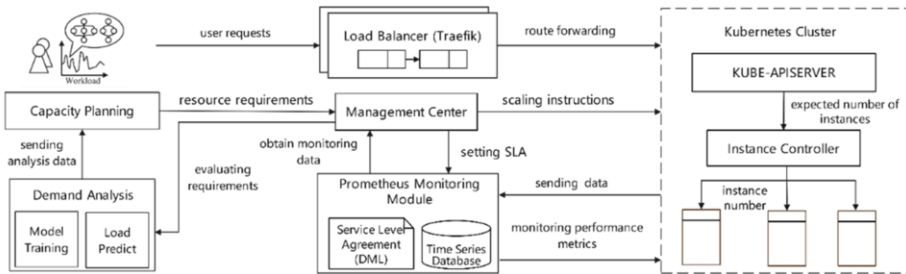 user requests
Load Balancer (Traefik)
route forwarding
Kubernetes Cluster
Workload
KUBE-APISERVER
Capacity Planning
resource requirements
Management Center
scaling instructions
expected number of
instances
sending
analysis data
evaluating
requirements
obtain monitoring
data
setting SLA
Instance Controller
Demand Analysis
Model
Training
Load
Predict
Prometheus Monitoring
Module
Service Level
Agreement
(DML)
Time Series
Database
sending data
monitoring performance
metrics
instance
number